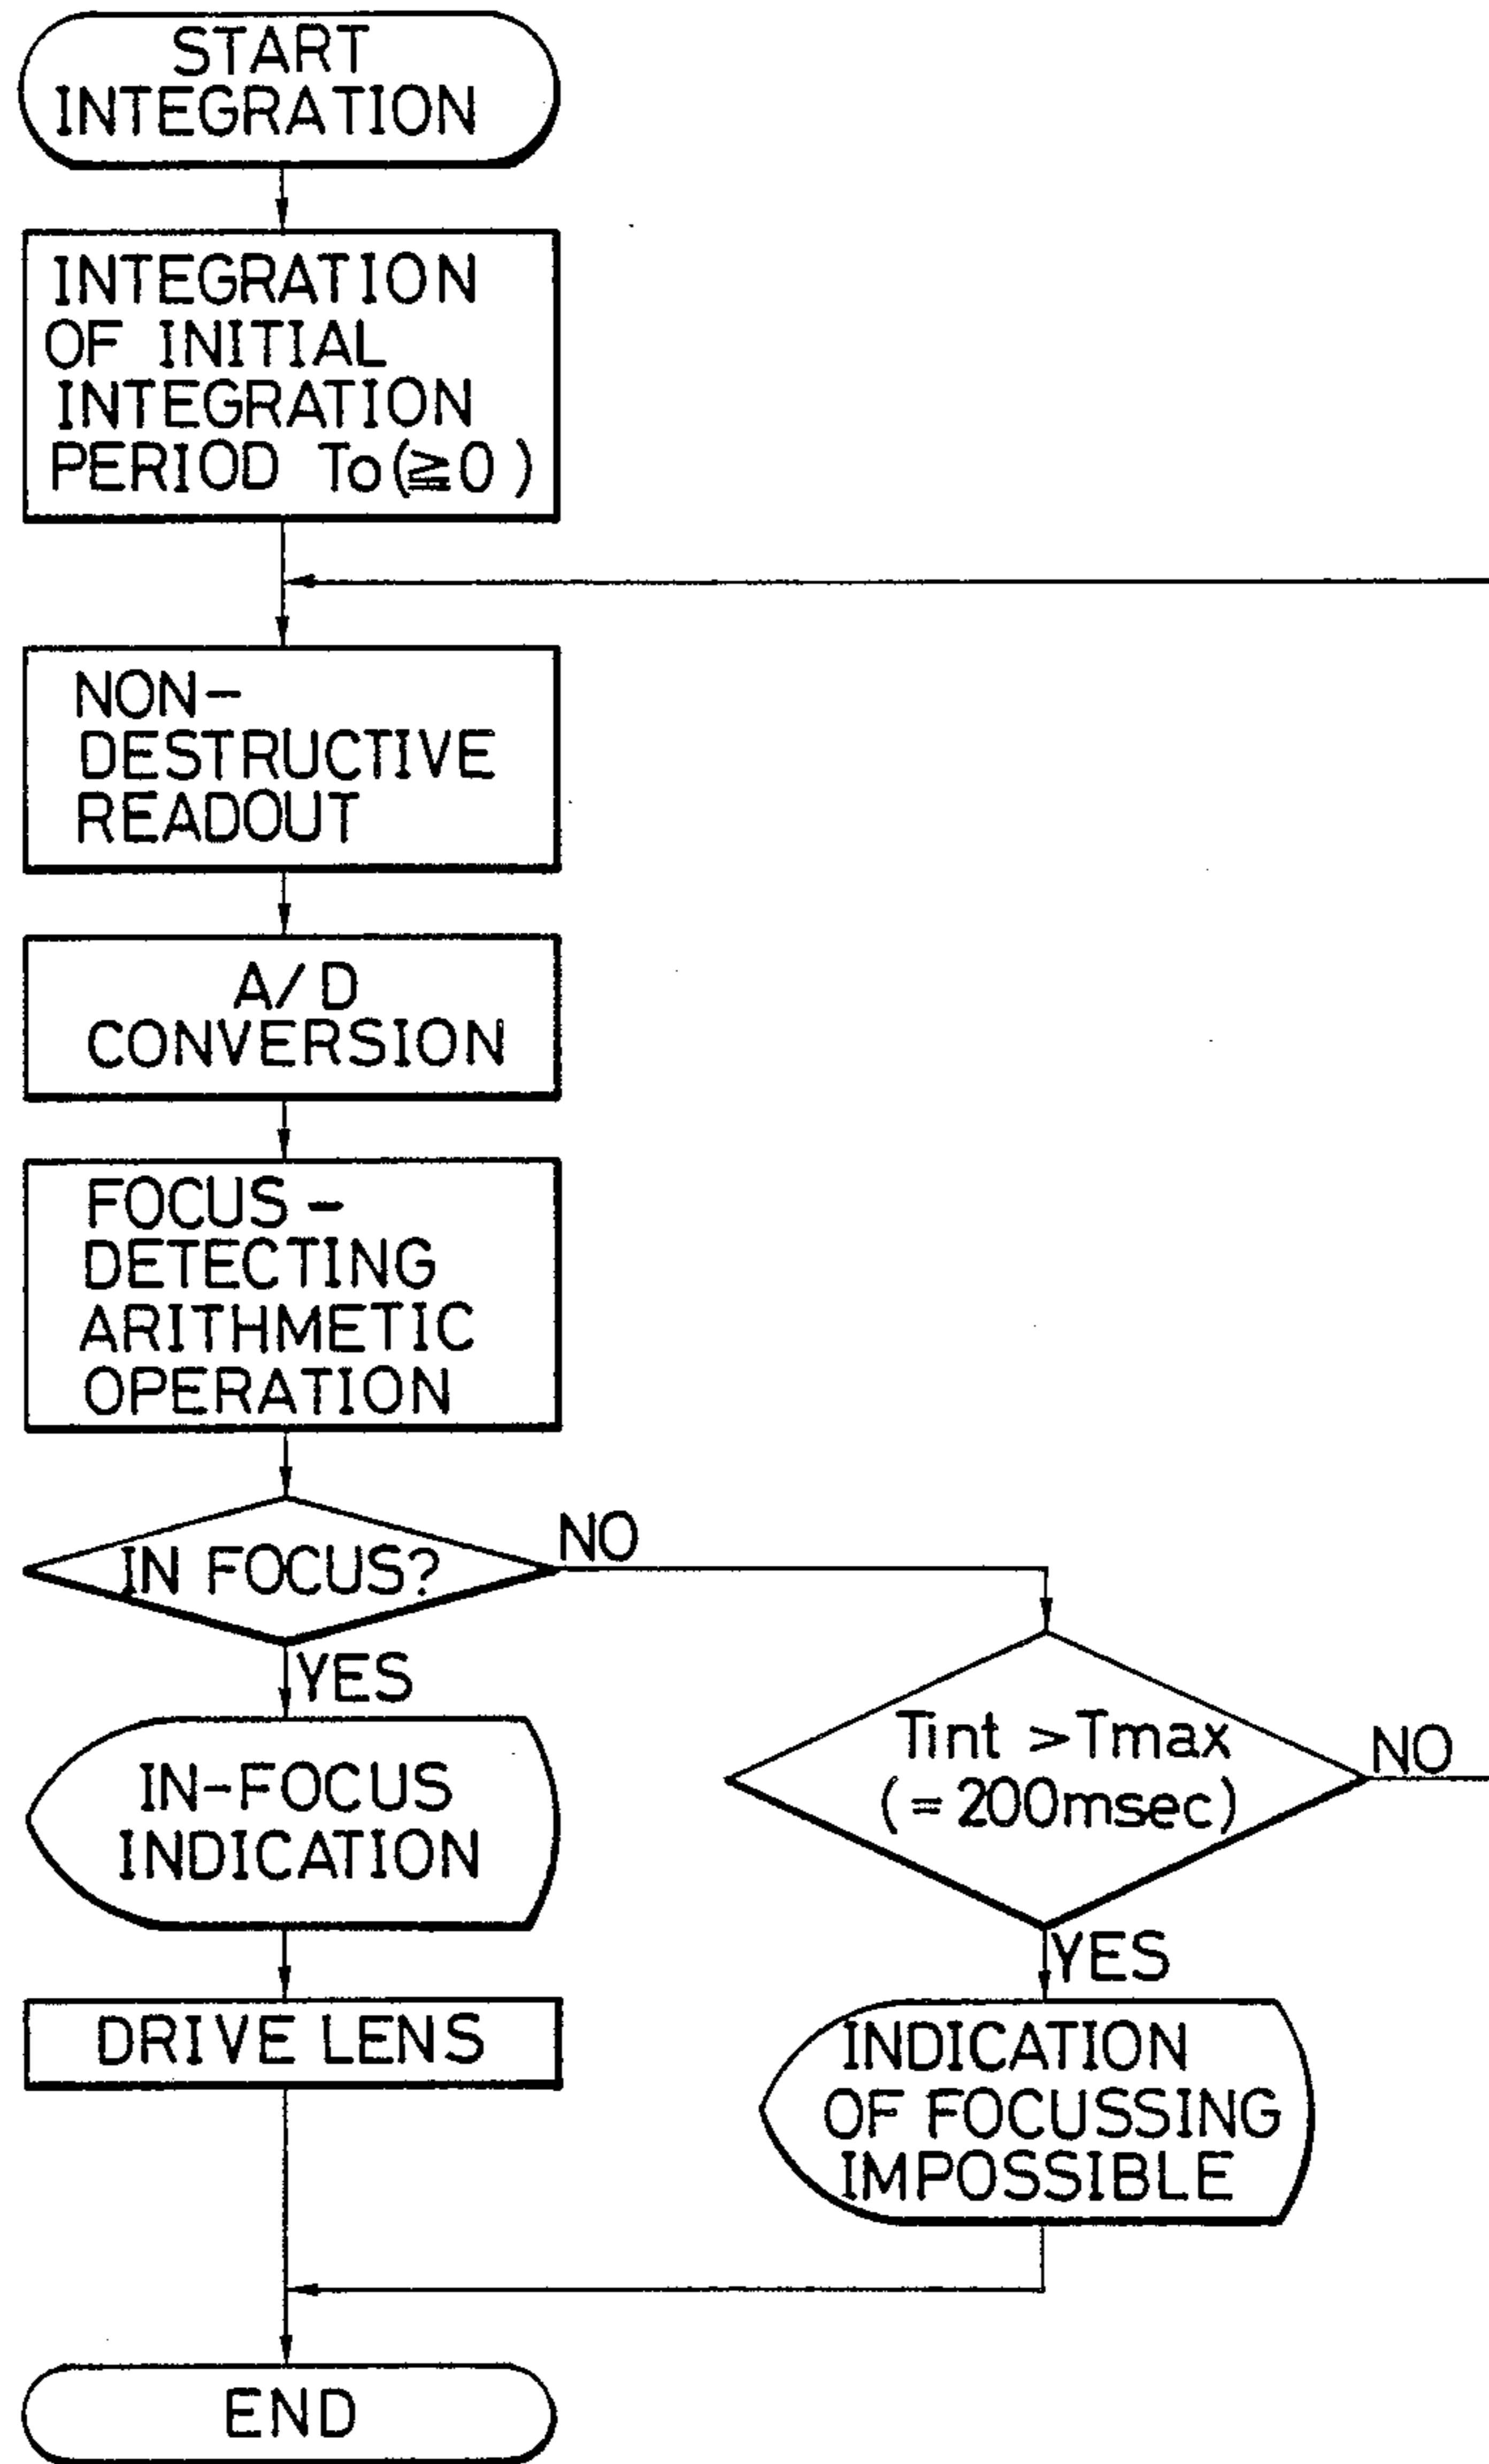 START
INTEGRATION
INTEGRATION
OF INITIAL
INTEGRATION
PERIOD To(≧0)
NON-
DESTRUCTIVE
READOUT
A/D
CONVERSION
FOCUS-
DETECTING
ARITHMETIC
OPERATION
IN FOCUS?
NO
YES
Tint >Tmax
(=200msec)
NO
YES
IN-FOCUS
INDICATION
DRIVE LENS
INDICATION
OF FOCUSSING
IMPOSSIBLE
END